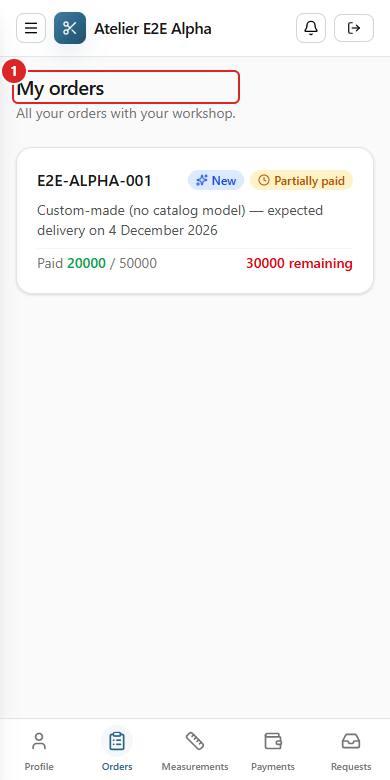 Atelier E2E Alpha
1
My orders
All your orders with your workshop.
E2E-ALPHA-001 New Partially paid
Custom-made (no catalog model) — expected
delivery on 4 December 2026
Paid 20000 / 50000 30000 remaining
Profile Orders Measurements Payments Requests